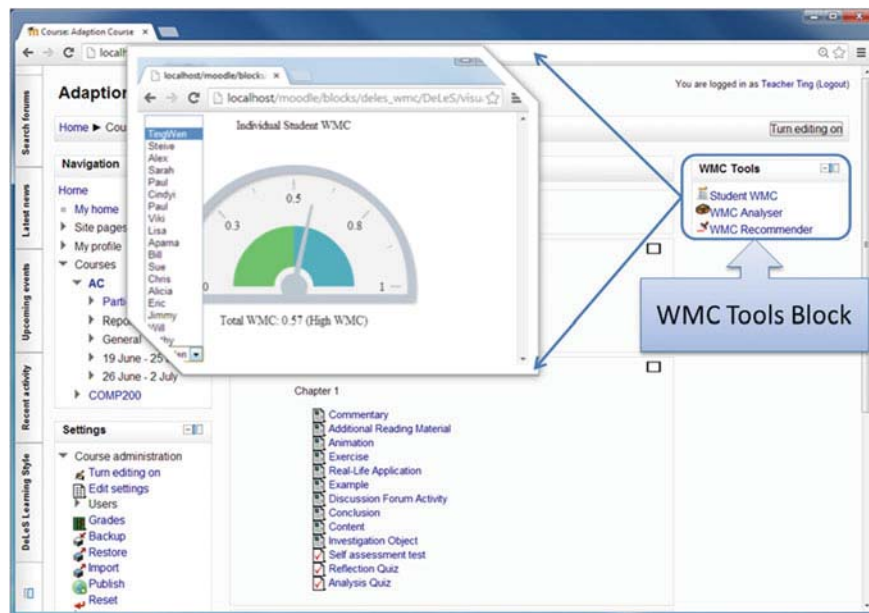 Course: Adaption Course
localh
You are logged in as Teacher Ting (Logout)
Adaption
Home ► Cou
Turn editing on
Search forums
Latest news
Upcoming events
Recent activity
DeLeS Learning Style
Navigation
Home
My home
Site pages
My profile
Courses
AC
Parti
Repo
General
19 June - 25
26 June - 2 July
COMP200
Settings
Course administration
Turn editing on
Edit settings
Users
Grades
Backup
Restore
Import
Publish
Reset
localhost/moodle/blocks
localhost/moodle/blocks/deles_wmc/DeLeS/visu
Individual Student WMC
TingWen
Steive
Alex
Sarah
Paul
Cindyi
Paul
Viki
Lisa
Aparna
Bill
Sue
Chris
Alicia
Eric
Jimmy
Will
0
0.3
0.5
0.8
1
Total WMC: 0.57 (High WMC)
WMC Tools
Student WMC
WMC Analyser
WMC Recommender
WMC Tools Block
Chapter 1
Commentary
Additional Reading Material
Animation
Exercise
Real-Life Application
Example
Discussion Forum Activity
Conclusion
Content
Investigation Object
Self assessment test
Reflection Quiz
Analysis Quiz